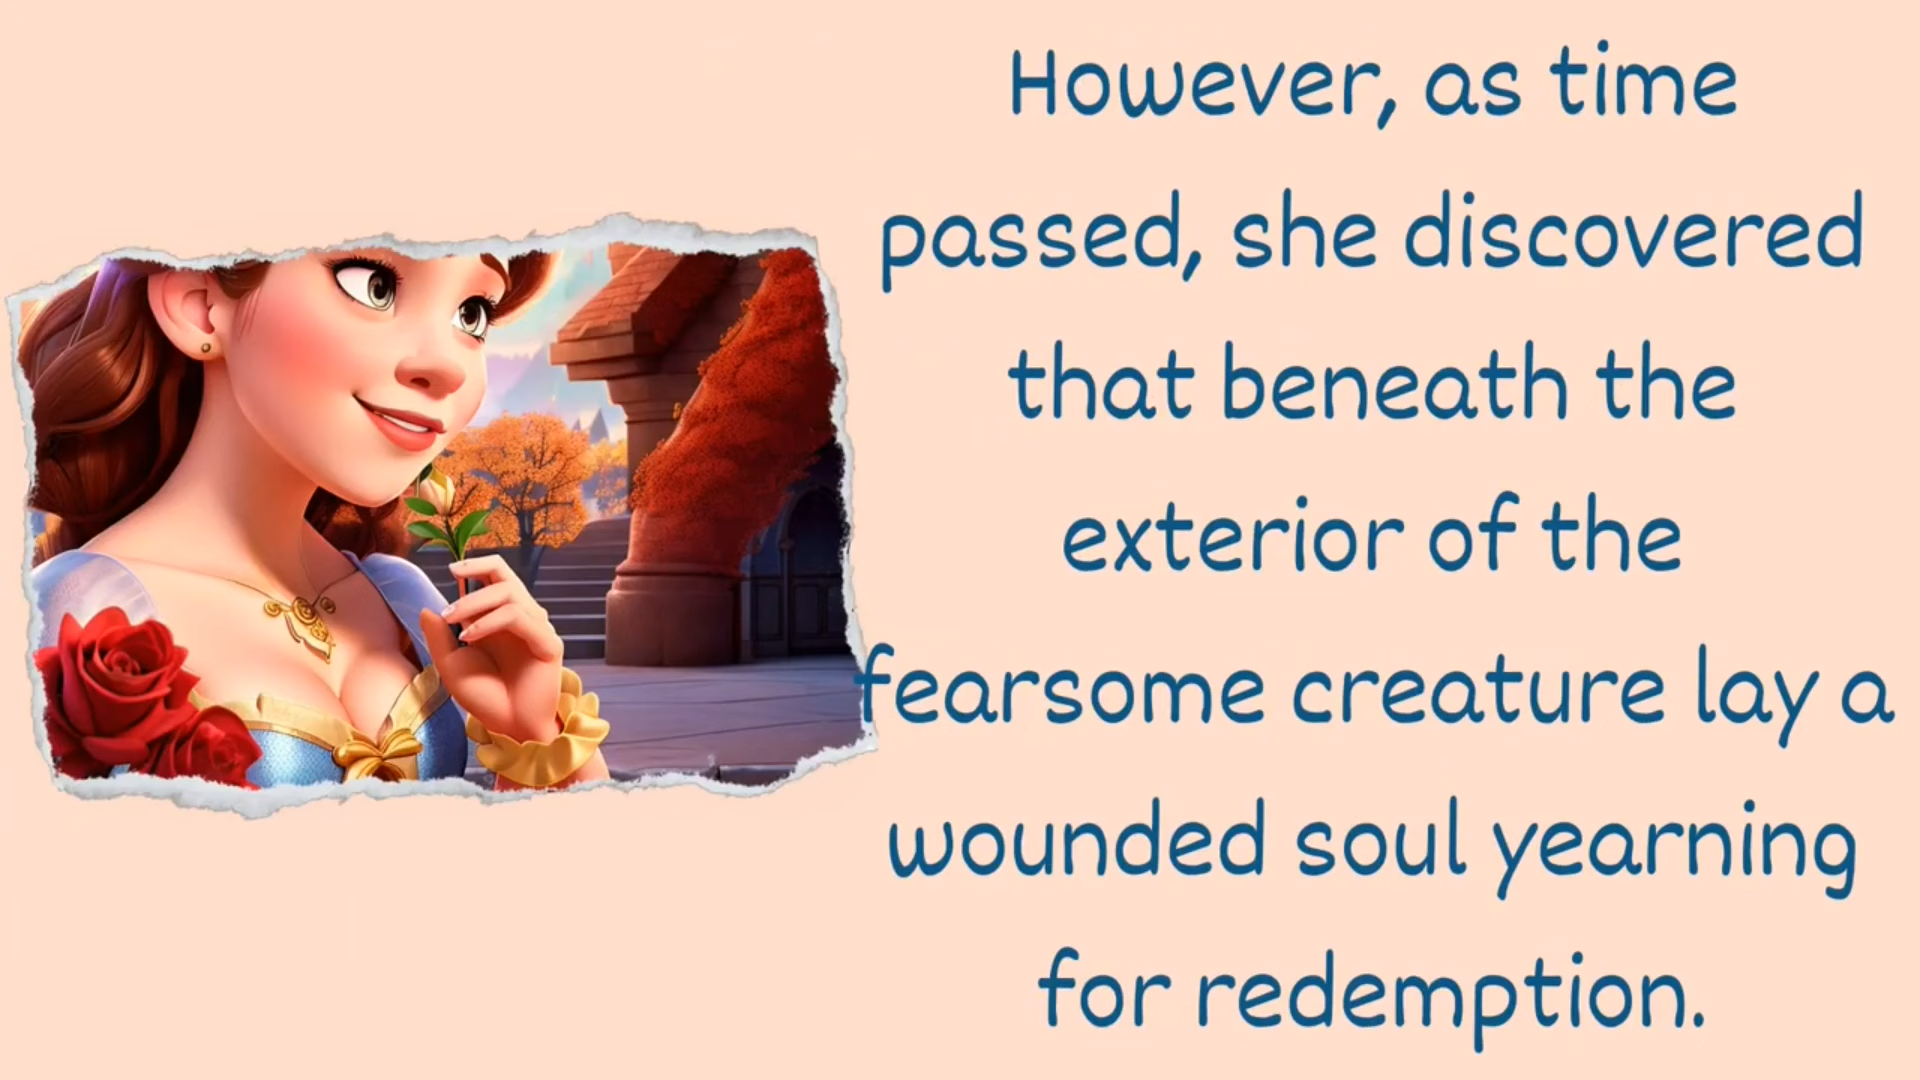 However, as time
passed, she discovered
that beneath the
exterior of the
fearsome creature lay a
wounded soul yearning
for redemption.